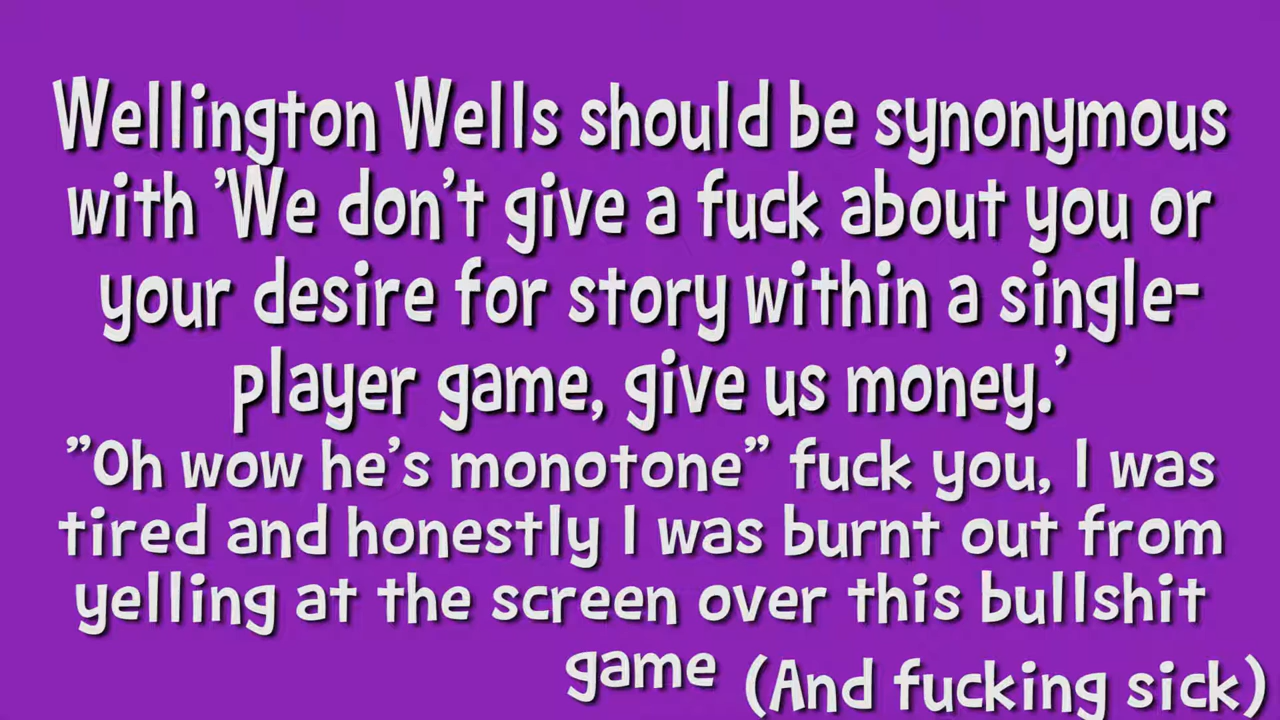 Wellington Wells should be synonymous
with 'We don't give a fuck about you or
your desire for story within a single-
player game, give us money.'
"Oh wow he's monotone" fuck you, I was
tired and honestly I was burnt out from
yelling at the screen over this bullshit
game (And fucking sick)